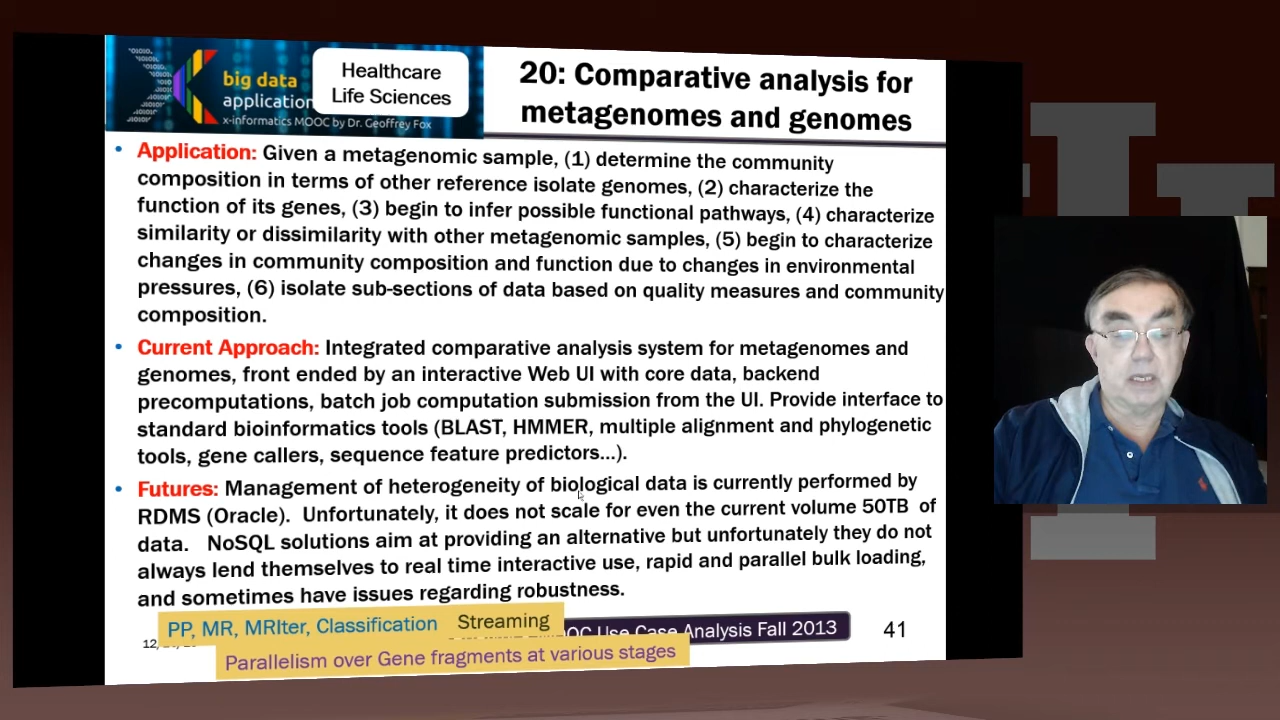 big data
application
x-informatics MOOC by Dr. Geoffrey Fox
Healthcare
Life Sciences
20: Comparative analysis for
metagenomes and genomes
• Application: Given a metagenomic sample, (1) determine the community
composition in terms of other reference isolate genomes, (2) characterize the
function of its genes, (3) begin to infer possible functional pathways, (4) characterize
similarity or dissimilarity with other metagenomic samples, (5) begin to characterize
changes in community composition and function due to changes in environmental
pressures, (6) isolate sub-sections of data based on quality measures and community
composition.
• Current Approach: Integrated comparative analysis system for metagenomes and
genomes, front ended by an interactive Web UI with core data, backend
precomputations, batch job computation submission from the UI. Provide interface to
standard bioinformatics tools (BLAST, HMMER, multiple alignment and phylogenetic
tools, gene callers, sequence feature predictors...).
• Futures: Management of heterogeneity of biological data is currently performed by
RDMS (Oracle). Unfortunately, it does not scale for even the current volume 50TB of
data. NoSQL solutions aim at providing an alternative but unfortunately they do not
always lend themselves to real time interactive use, rapid and parallel bulk loading,
and sometimes have issues regarding robustness.
PP, MR, MRIter, Classification Streaming
Use Case Analysis Fall 2013
41
Parallelism over Gene fragments at various stages